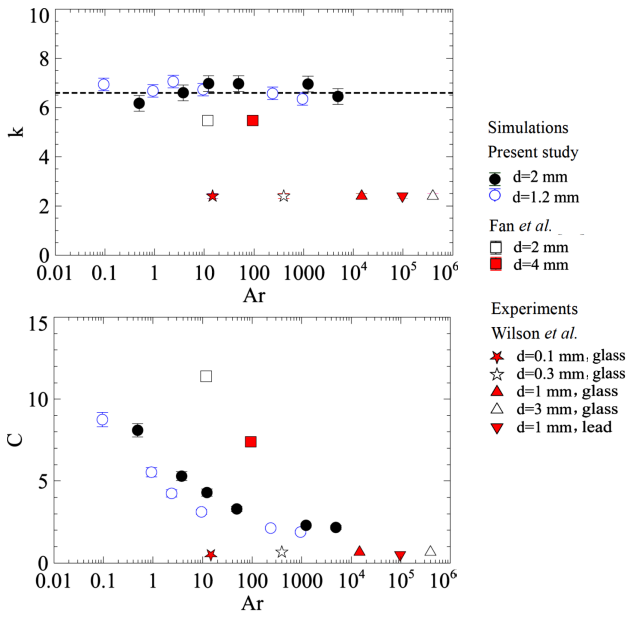 10
8
6
4
2
0
k
0.01 0.1 1 10 100 1000 10⁴ 10⁵ 10⁶
Ar
15
10
5
0
C
0.01 0.1 1 10 100 1000 10⁴ 10⁵ 10⁶
Ar
Simulations
Present study
d=2 mm
d=1.2 mm
Fan et al.
d=2 mm
d=4 mm
Experiments
Wilson et al.
d=0.1 mm, glass
d=0.3 mm, glass
d=1 mm, glass
d=3 mm, glass
d=1 mm, lead